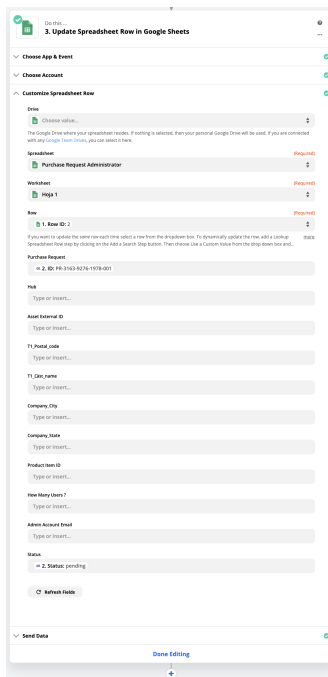 Do this ...
3. Update Spreadsheet Row in Google Sheets
Choose App & Event
Choose Account
Customize Spreadsheet Row
Drive
Choose value...
The Google Drive where your spreadsheet resides. If nothing is selected, then your personal Google Drive will be used. If you are connected
with any Google Team Drives, you can select it here.
Spreadsheet (Required)
Purchase Request Administrator
Worksheet (Required)
Hoja 1
Row (Required)
1. Row ID: 2
If you want to update the same row each time select a row from the dropdown box. To dynamically update the row, add a Lookup more
Spreadsheet Row step by clicking on the Add a Search Step button. Then choose Use a Custom Value from the drop down box and...
Purchase Request
2. ID: PR-3163-9276-1978-001
Hub
Type or insert...
Asset External ID
Type or insert...
T1_Postal_code
Type or insert...
T1_Cust_name
Type or insert...
Company_City
Type or insert...
Company_State
Type or insert...
Product Item ID
Type or insert...
How Many Users ?
Type or insert...
Admin Account Email
Type or insert...
Status
2. Status: pending
Refresh Fields
Send Data
Done Editing